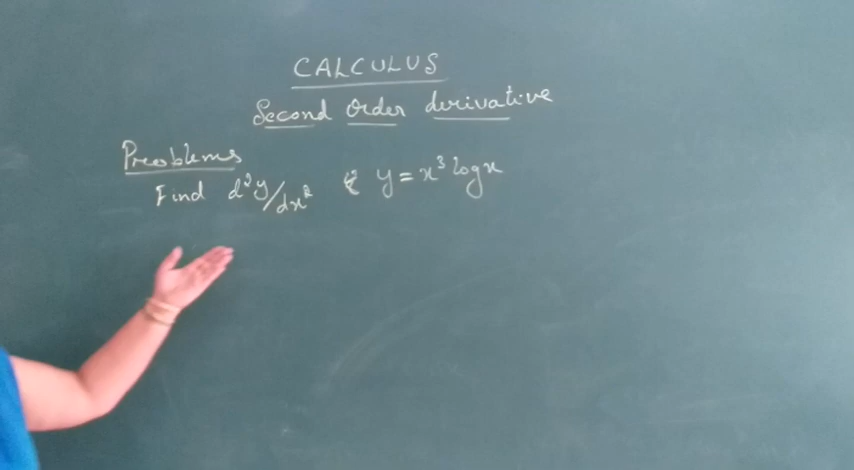 CALCULUS
Second Order derivative
Problems
Find d²y/dx² y = x³ log x